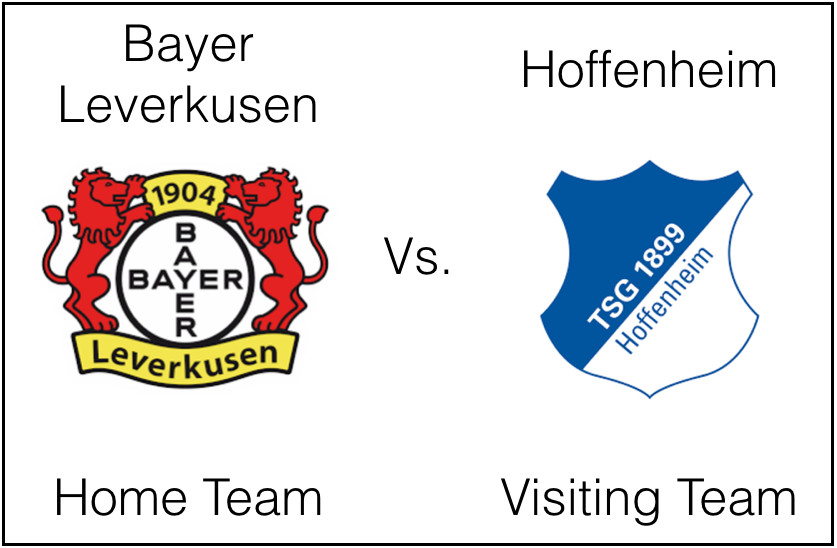 Bayer
Leverkusen
Hoffenheim
1904
BAYER
BAYER
Leverkusen
Vs.
TSG 1899
Hoffenheim
Home Team
Visiting Team